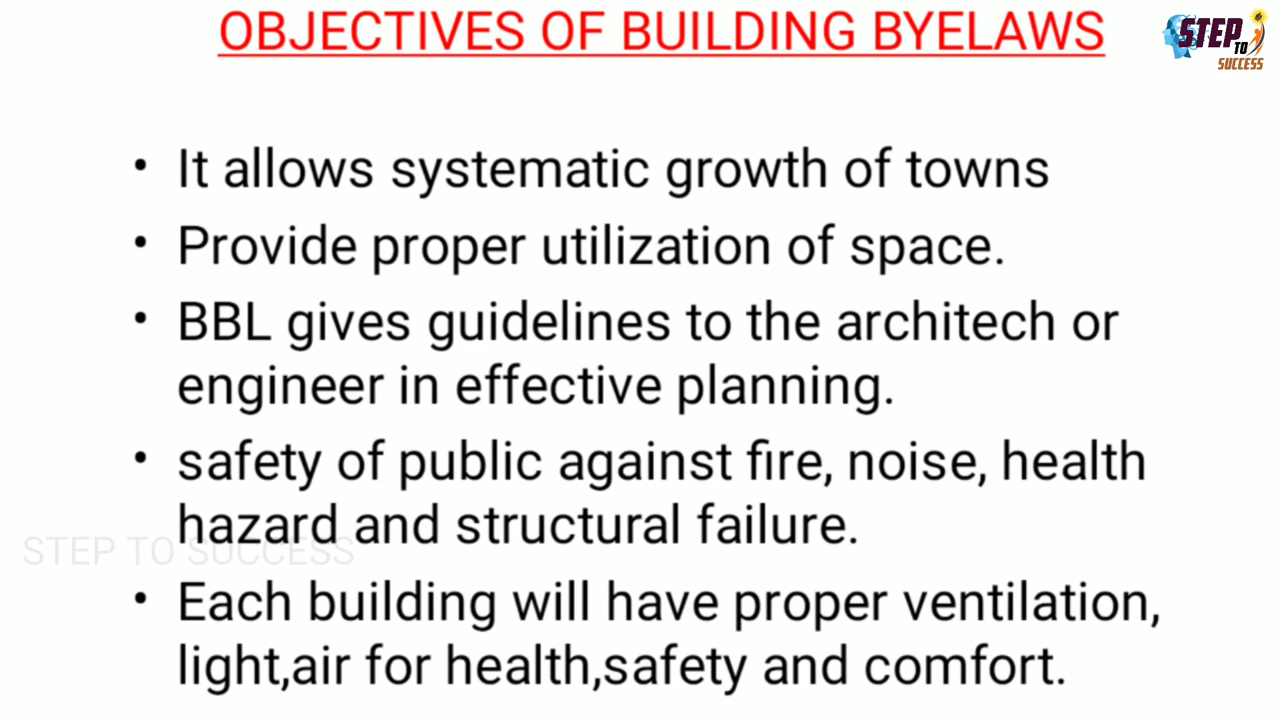 OBJECTIVES OF BUILDING BYELAWS
STEP
TO
SUCCESS
• It allows systematic growth of towns
• Provide proper utilization of space.
• BBL gives guidelines to the architech or
engineer in effective planning.
• safety of public against fire, noise, health
hazard and structural failure.
STEP TO SUCCESS
• Each building will have proper ventilation,
light,air for health,safety and comfort.